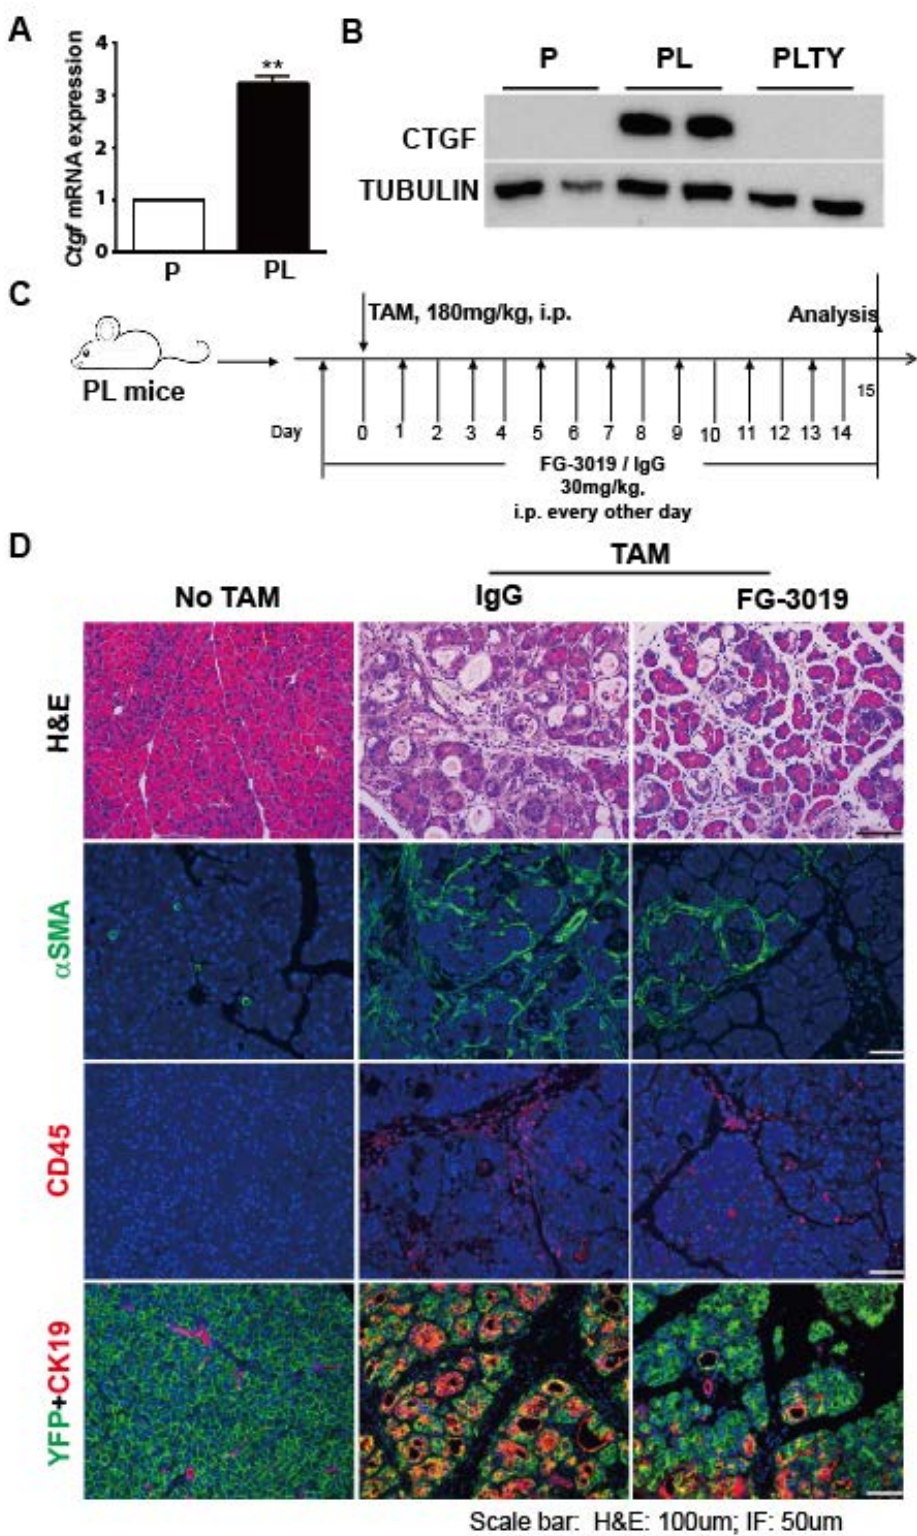 A
Ctgf mRNA expression
4
3
2
1
0
**
P
PL
B
P PL PLTY
CTGF
TUBULIN
C
TAM, 180mg/kg, i.p.
Analysis
PL mice
15
Day 0 1 2 3 4 5 6 7 8 9 10 11 12 13 14
FG-3019 / IgG
30mg/kg,
i.p. every other day
D
TAM
No TAM IgG FG-3019
H&E
αSMA
CD45
YFP+CK19
Scale bar: H&E: 100um; IF: 50um